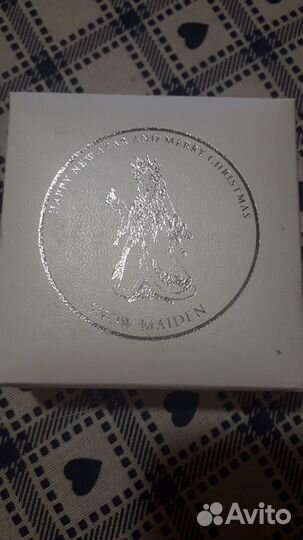 HAPPY NEW YEAR AND MERRY CHRISTMAS
SNOW MAIDEN
Avito